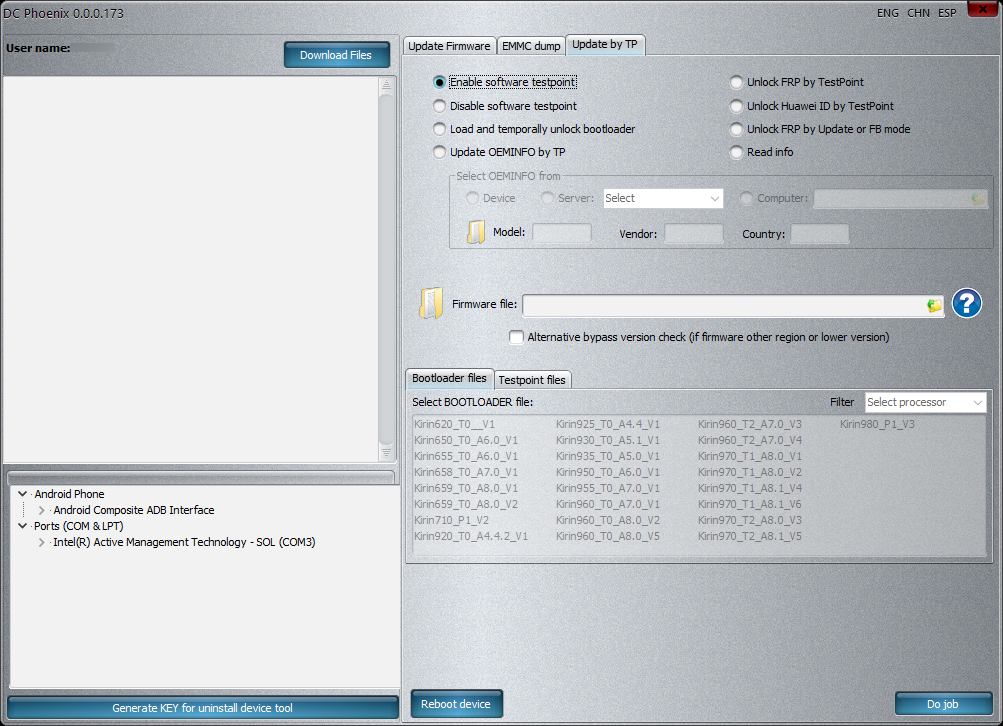 DC Phoenix 0.0.0.173
ENG CHN ESP
User name:
Download Files
Update Firmware
EMMC dump
Update by TP
Enable software testpoint
Unlock FRP by TestPoint
Disable software testpoint
Unlock Huawei ID by TestPoint
Load and temporally unlock bootloader
Unlock FRP by Update or FB mode
Update OEMINFO by TP
Read info
Select OEMINFO from
Device
Server:
Select
Computer:
Model:
Vendor:
Country:
Firmware file:
?
Alternative bypass version check (if firmware other region or lower version)
Bootloader files
Testpoint files
Select BOOTLOADER file:
Filter
Select processor
Kirin620_T0__V1
Kirin650_T0_A6.0_V1
Kirin655_T0_A6.0_V1
Kirin658_T0_A7.0_V1
Kirin659_T0_A8.0_V1
Kirin659_T0_A8.0_V2
Kirin710_P1_V2
Kirin920_T0_A4.4.2_V1
Kirin925_T0_A4.4_V1
Kirin930_T0_A5.1_V1
Kirin935_T0_A5.0_V1
Kirin950_T0_A6.0_V1
Kirin955_T0_A7.0_V1
Kirin960_T0_A7.0_V1
Kirin960_T0_A8.0_V2
Kirin960_T0_A8.0_V5
Kirin960_T2_A7.0_V3
Kirin960_T2_A8.0_V4
Kirin970_T1_A8.0_V1
Kirin970_T1_A8.0_V2
Kirin970_T1_A8.1_V4
Kirin970_T1_A8.1_V6
Kirin970_T2_A8.0_V3
Kirin970_T2_A8.1_V5
Kirin980_P1_V3
Android Phone
Android Composite ADB Interface
Ports (COM & LPT)
Intel(R) Active Management Technology - SOL (COM3)
Generate KEY for uninstall device tool
Reboot device
Do job